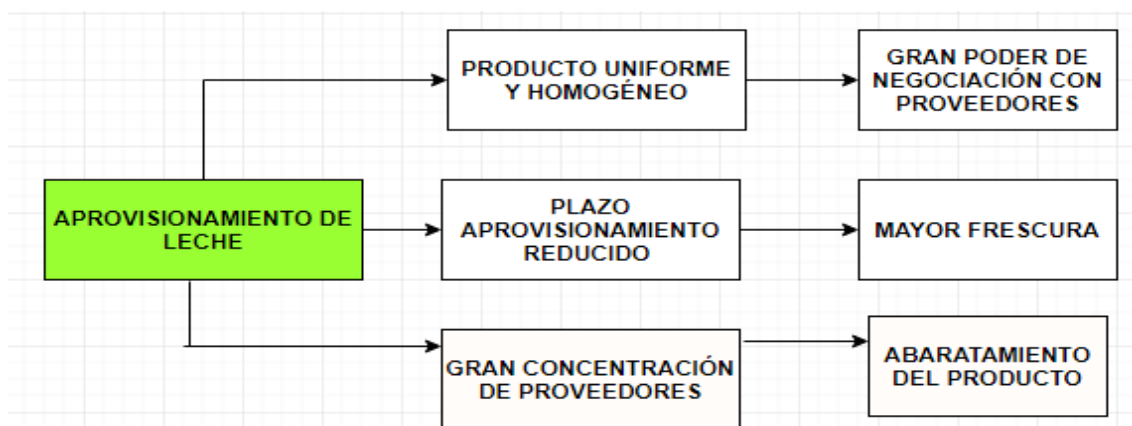 PRODUCTO UNIFORME
Y HOMOGÉNEO
GRAN PODER DE
NEGOCIACIÓN CON
PROVEEDORES
APROVISIONAMIENTO DE
LECHE
PLAZO
APROVISIONAMIENTO
REDUCIDO
MAYOR FRESCURA
GRAN CONCENTRACIÓN
DE PROVEEDORES
ABARATAMIENTO
DEL PRODUCTO